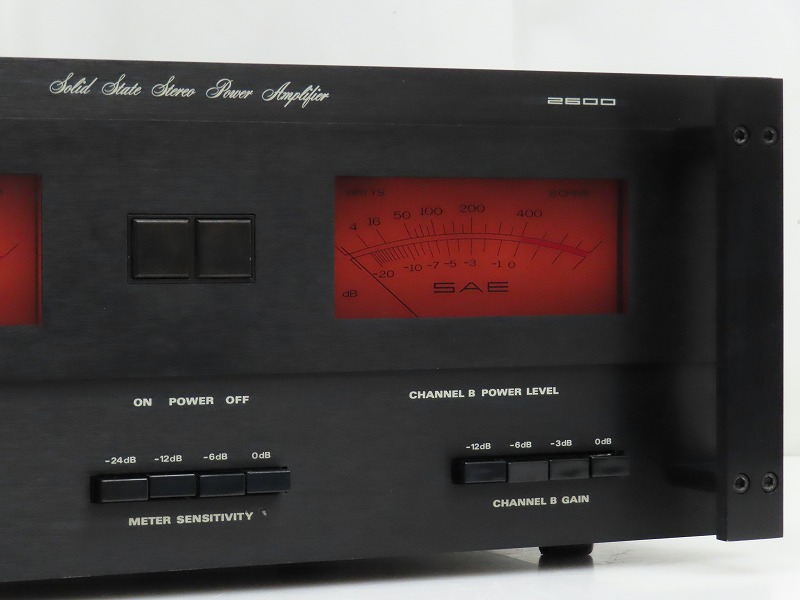 Solid State Stereo Power Amplifier
2600
4 16 50 100 200 400
-20 -10 -7 -5 -3 -1 0
dB
SAE
ON POWER OFF
CHANNEL B POWER LEVEL
-24dB -12dB -6dB 0dB
-12dB -6dB -3dB 0dB
METER SENSITIVITY
CHANNEL B GAIN